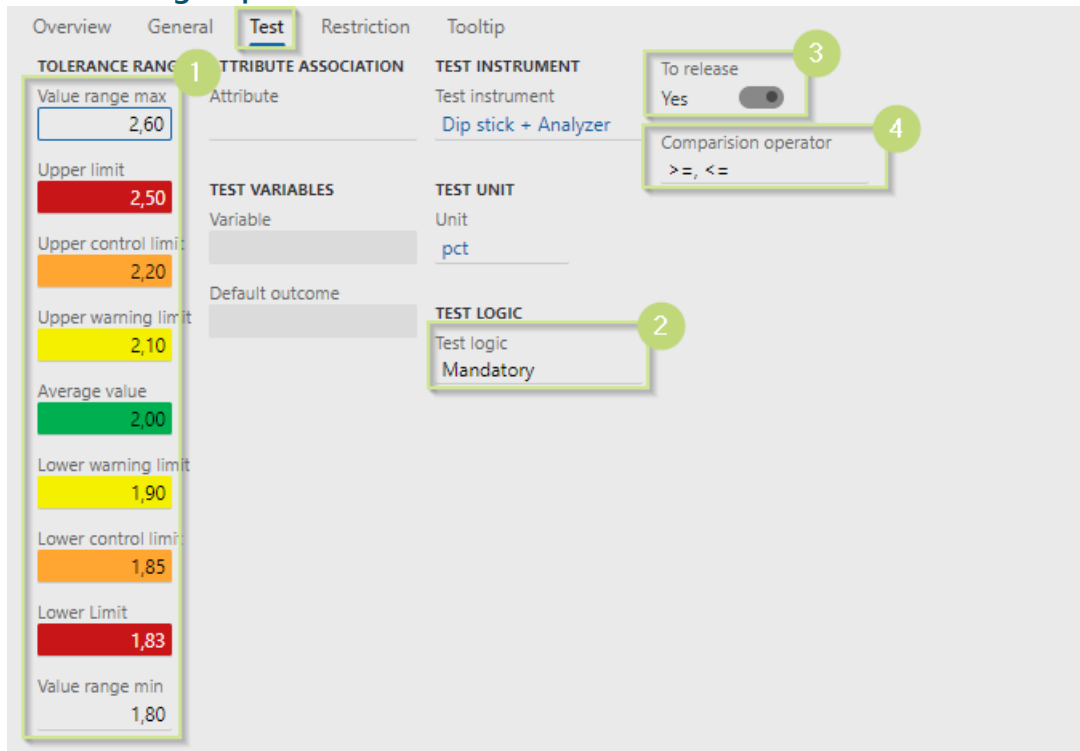 Overview General Test Restriction Tooltip
TOLERANCE RANG
1
Value range max
2,60
Upper limit
2,50
Upper control limit
2,20
Upper warning limit
2,10
Average value
2,00
Lower warning limit
1,90
Lower control limit
1,85
Lower Limit
1,83
Value range min
1,80
TTRIBUTE ASSOCIATION
Attribute
TEST VARIABLES
Variable
Default outcome
TEST INSTRUMENT
Test instrument
Dip stick + Analyzer
TEST UNIT
Unit
pct
TEST LOGIC
2
Test logic
Mandatory
3
To release
Yes
4
Comparision operator
>=, <=